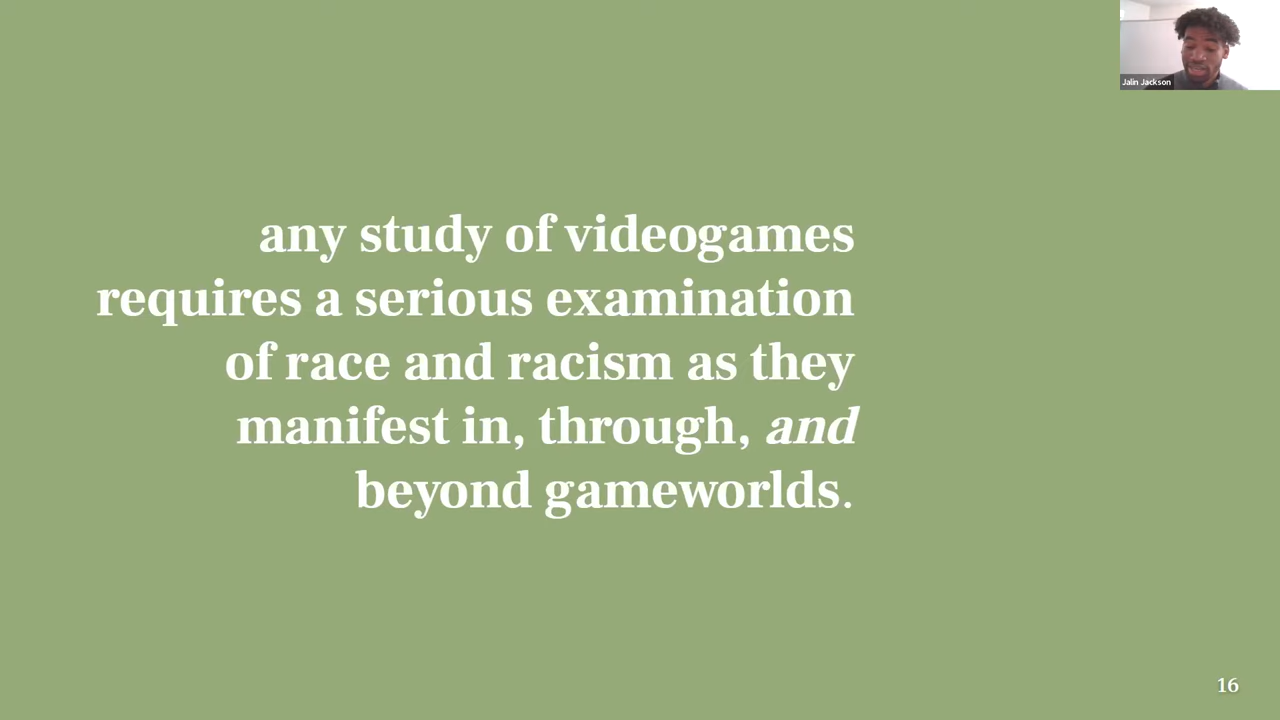 Jalin Jackson
any study of videogames
requires a serious examination
of race and racism as they
manifest in, through, and
beyond gameworlds.
16